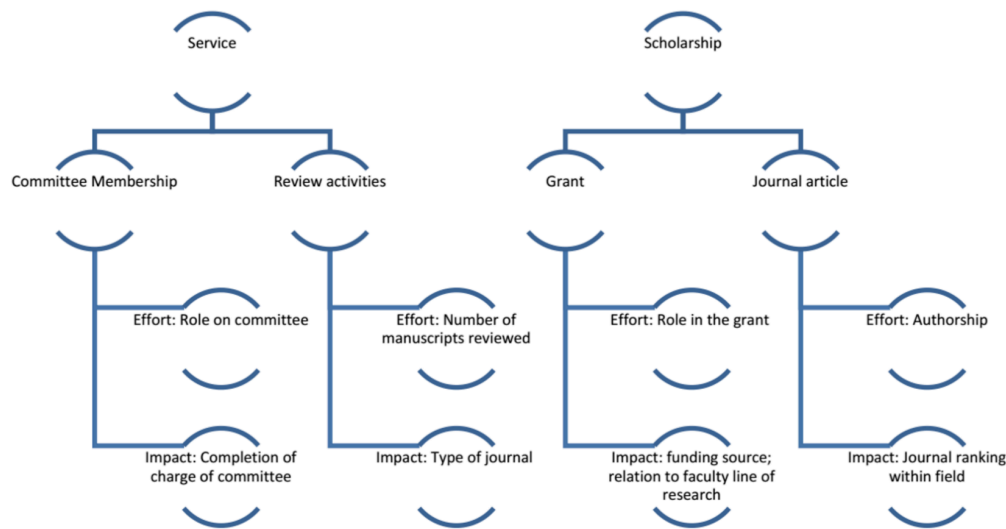 Service
Scholarship
Committee Membership
Review activities
Grant
Journal article
Effort: Role on committee
Effort: Number of
manuscripts reviewed
Effort: Role in the grant
Effort: Authorship
Impact: Completion of
charge of committee
Impact: Type of journal
Impact: funding source;
relation to faculty line of
research
Impact: Journal ranking
within field